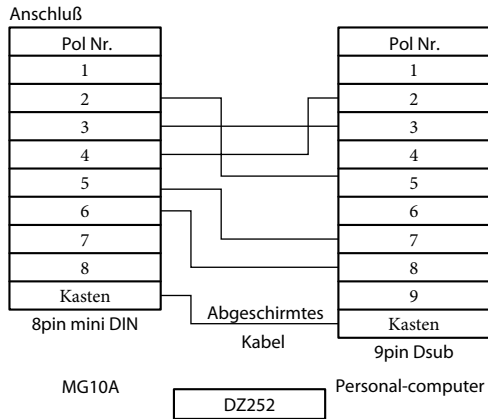 Anschluß
Pol Nr.
1
2
3
4
5
6
7
8
Kasten
8pin mini DIN
MG10A
Pol Nr.
1
2
3
4
5
6
7
8
9
Kasten
9pin Dsub
Personal-computer
Abgeschirmtes
Kabel
DZ252